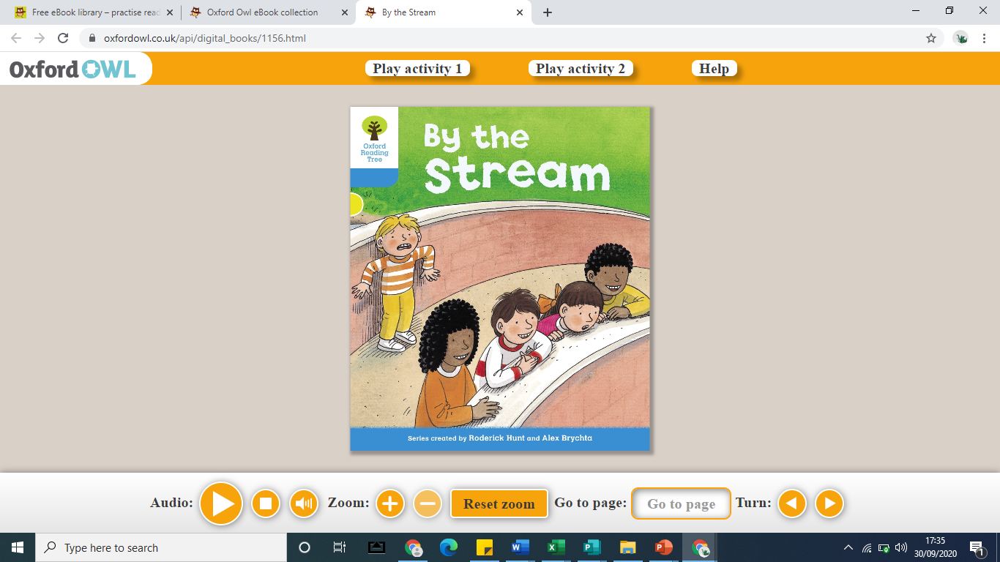 Free eBook library – practise read
Oxford Owl eBook collection
By the Stream
oxfordowl.co.uk/api/digital_books/1156.html
Oxford OWL
Play activity 1
Play activity 2
Help
Oxford
Reading
Tree
By the
Stream
Series created by Roderick Hunt and Alex Brychta
Audio:
Zoom:
Reset zoom
Go to page:
Go to page
Turn:
Type here to search
17:35
30/09/2020
1